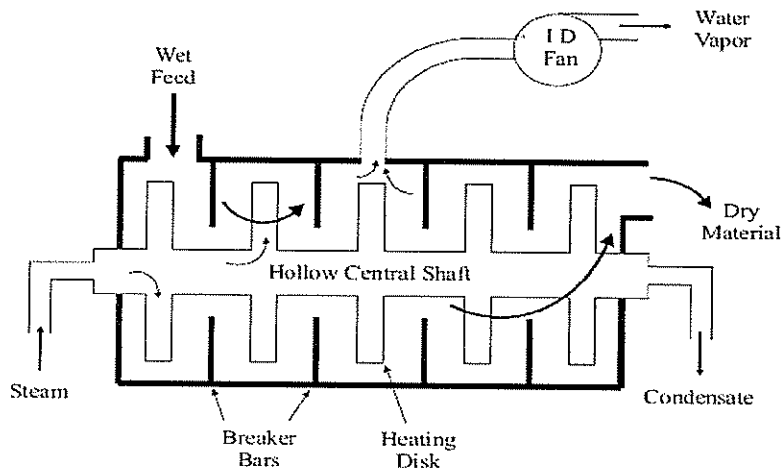 Water
Vapor
I D
Fan
Wet
Feed
Dry
Material
Hollow Central Shaft
Steam
Condensate
Breaker
Bars
Heating
Disk